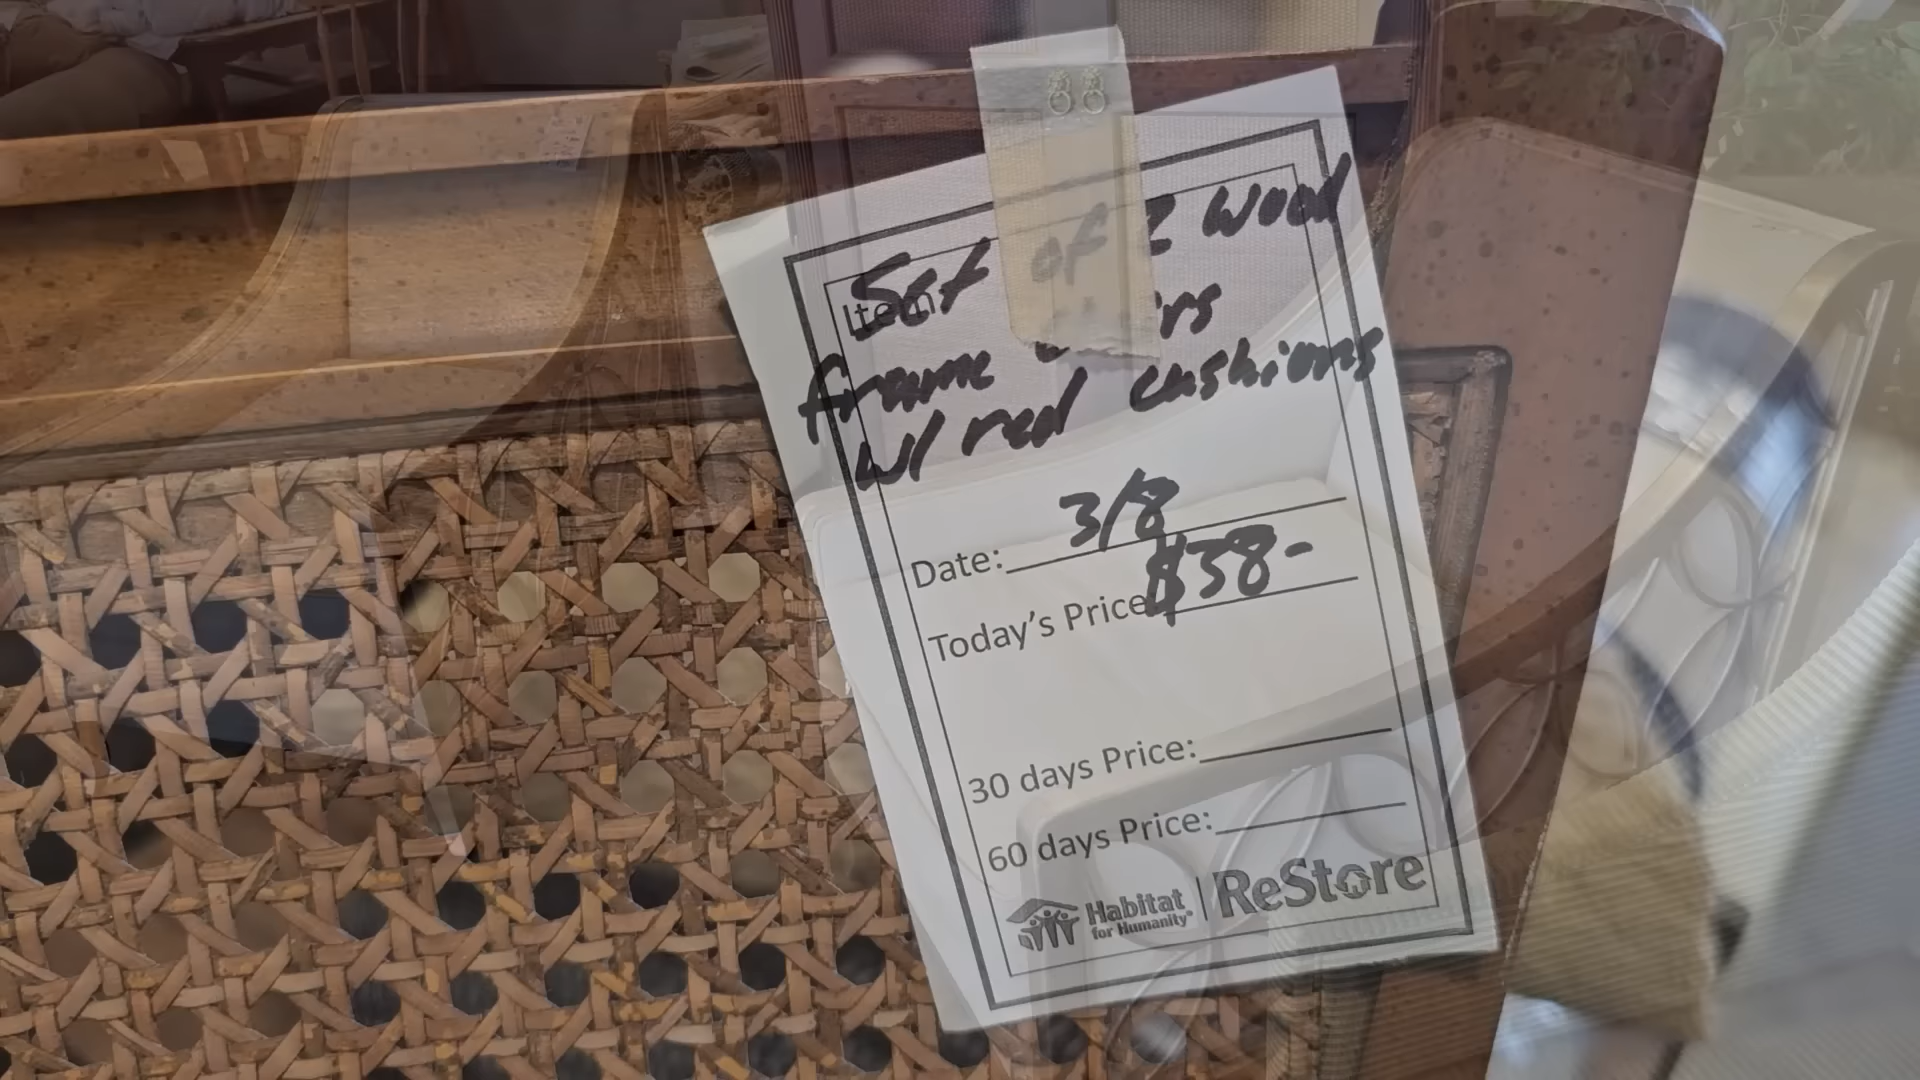 Item:
Set of 2 wood
frame
w/ red cushions
Date: 3/8
Today's Price: $38-
30 days Price:
60 days Price:
Habitat for Humanity® | ReStore